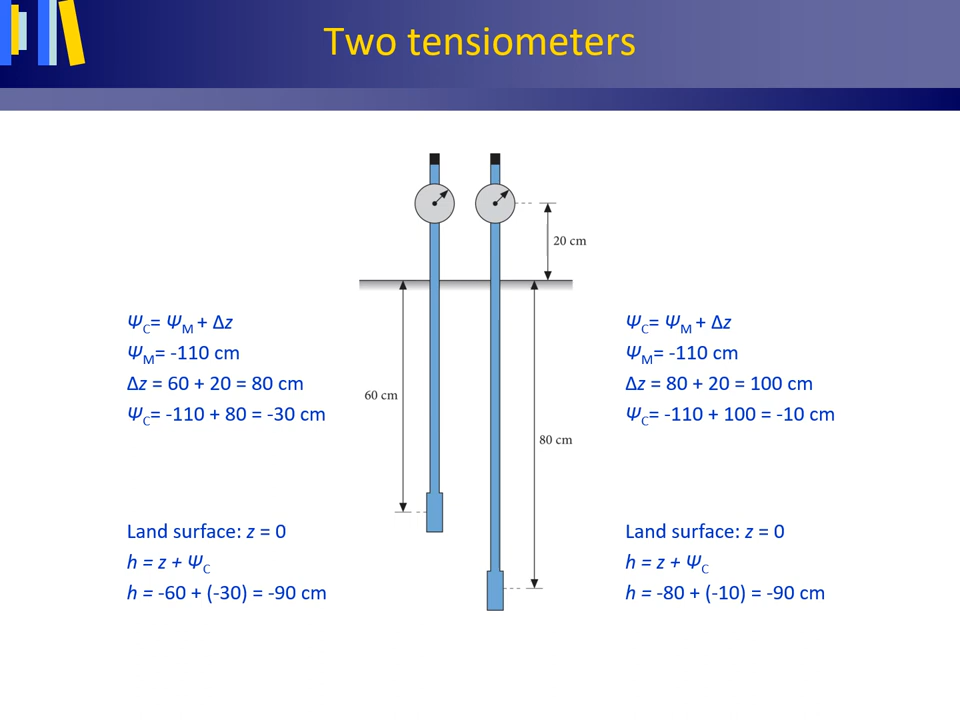 Two tensiometers
20 cm
60 cm
80 cm
ΨC= ΨM + Δz
ΨM= -110 cm
Δz = 60 + 20 = 80 cm
ΨC= -110 + 80 = -30 cm
Land surface: z = 0
h = z + ΨC
h = -60 + (-30) = -90 cm
ΨC= ΨM + Δz
ΨM= -110 cm
Δz = 80 + 20 = 100 cm
ΨC= -110 + 100 = -10 cm
Land surface: z = 0
h = z + ΨC
h = -80 + (-10) = -90 cm